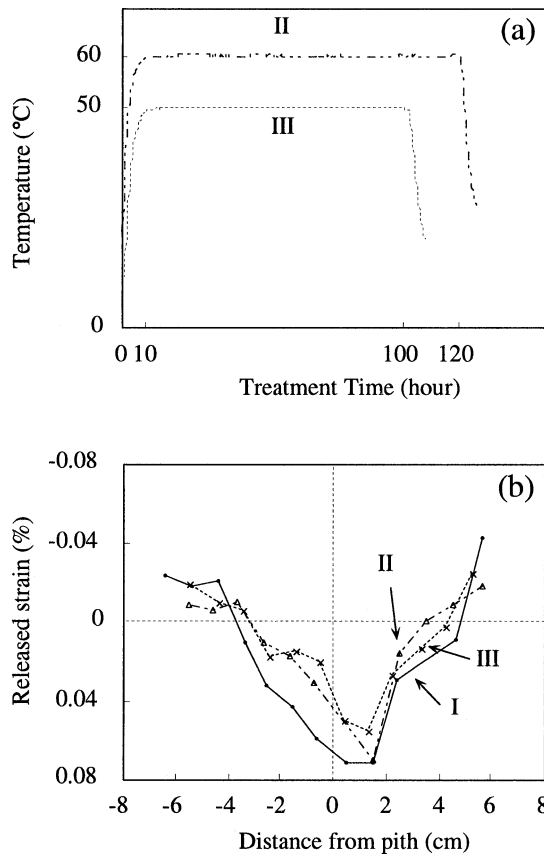 II
(a)
60
50
III
Temperature (°C)
0
0 10
100 120
Treatment Time (hour)
-0.08
(b)
-0.04
II
0
Released strain (%)
III
0.04
I
0.08
-8 -6 -4 -2 0 2 4 6 8
Distance from pith (cm)